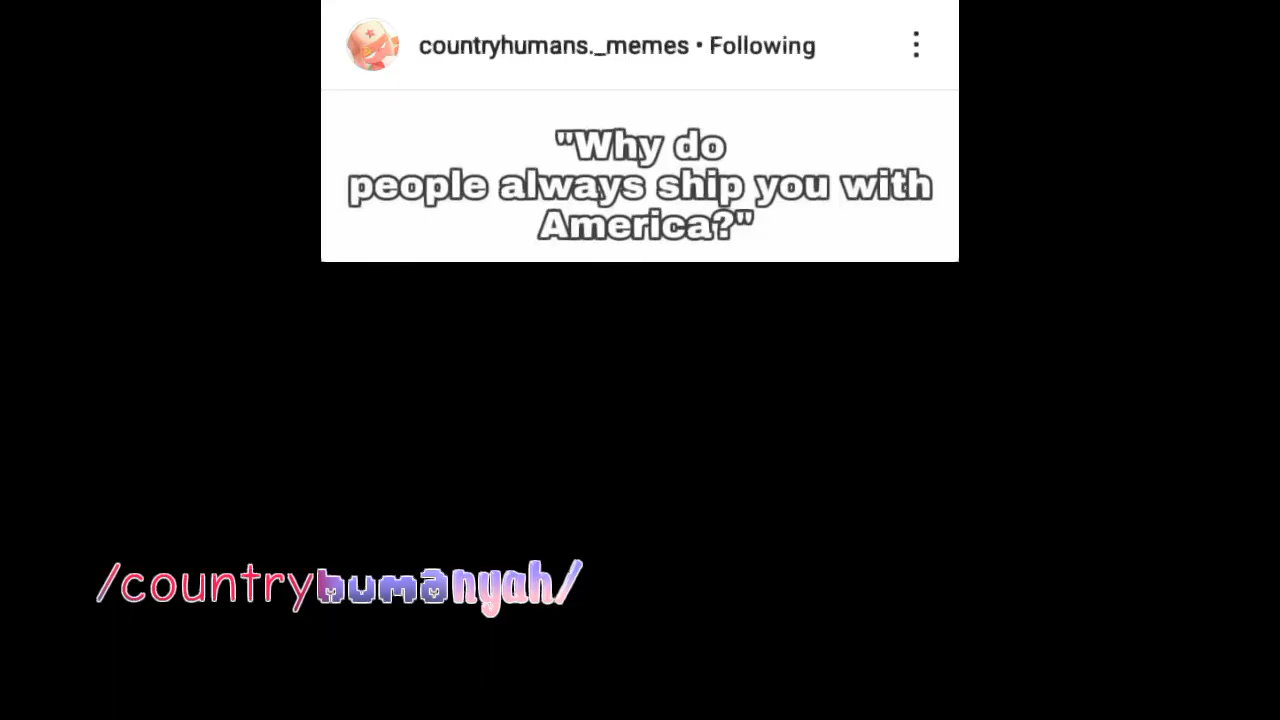 countryhumans._memes • Following
"Why do
people always ship you with
America?"
/countryhumanyah/